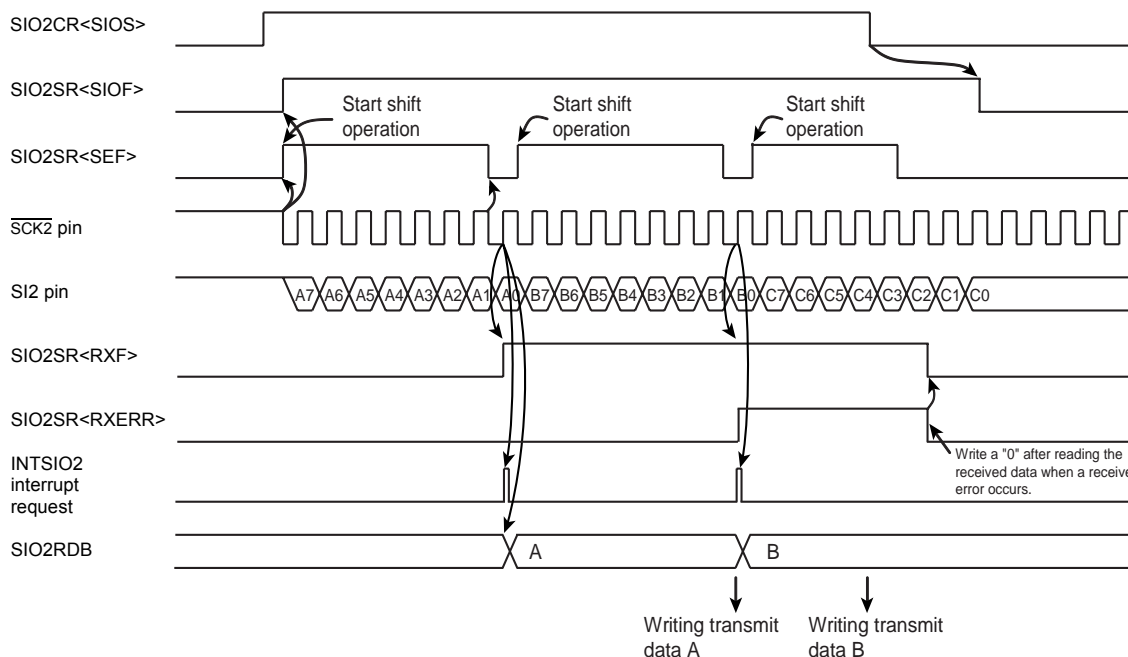 SIO2CR<SIOS>
SIO2SR<SIOF>
Start shift
operation
Start shift
operation
Start shift
operation
SIO2SR<SEF>
SCK2 pin
SI2 pin
A7 A6 A5 A4 A3 A2 A1 A0 B7 B6 B5 B4 B3 B2 B1 B0 C7 C6 C5 C4 C3 C2 C1 C0
SIO2SR<RXF>
SIO2SR<RXERR>
Write a "0" after reading the
received data when a receive
error occurs.
INTSIO2
interrupt
request
SIO2RDB
A
B
Writing transmit
data A
Writing transmit
data B